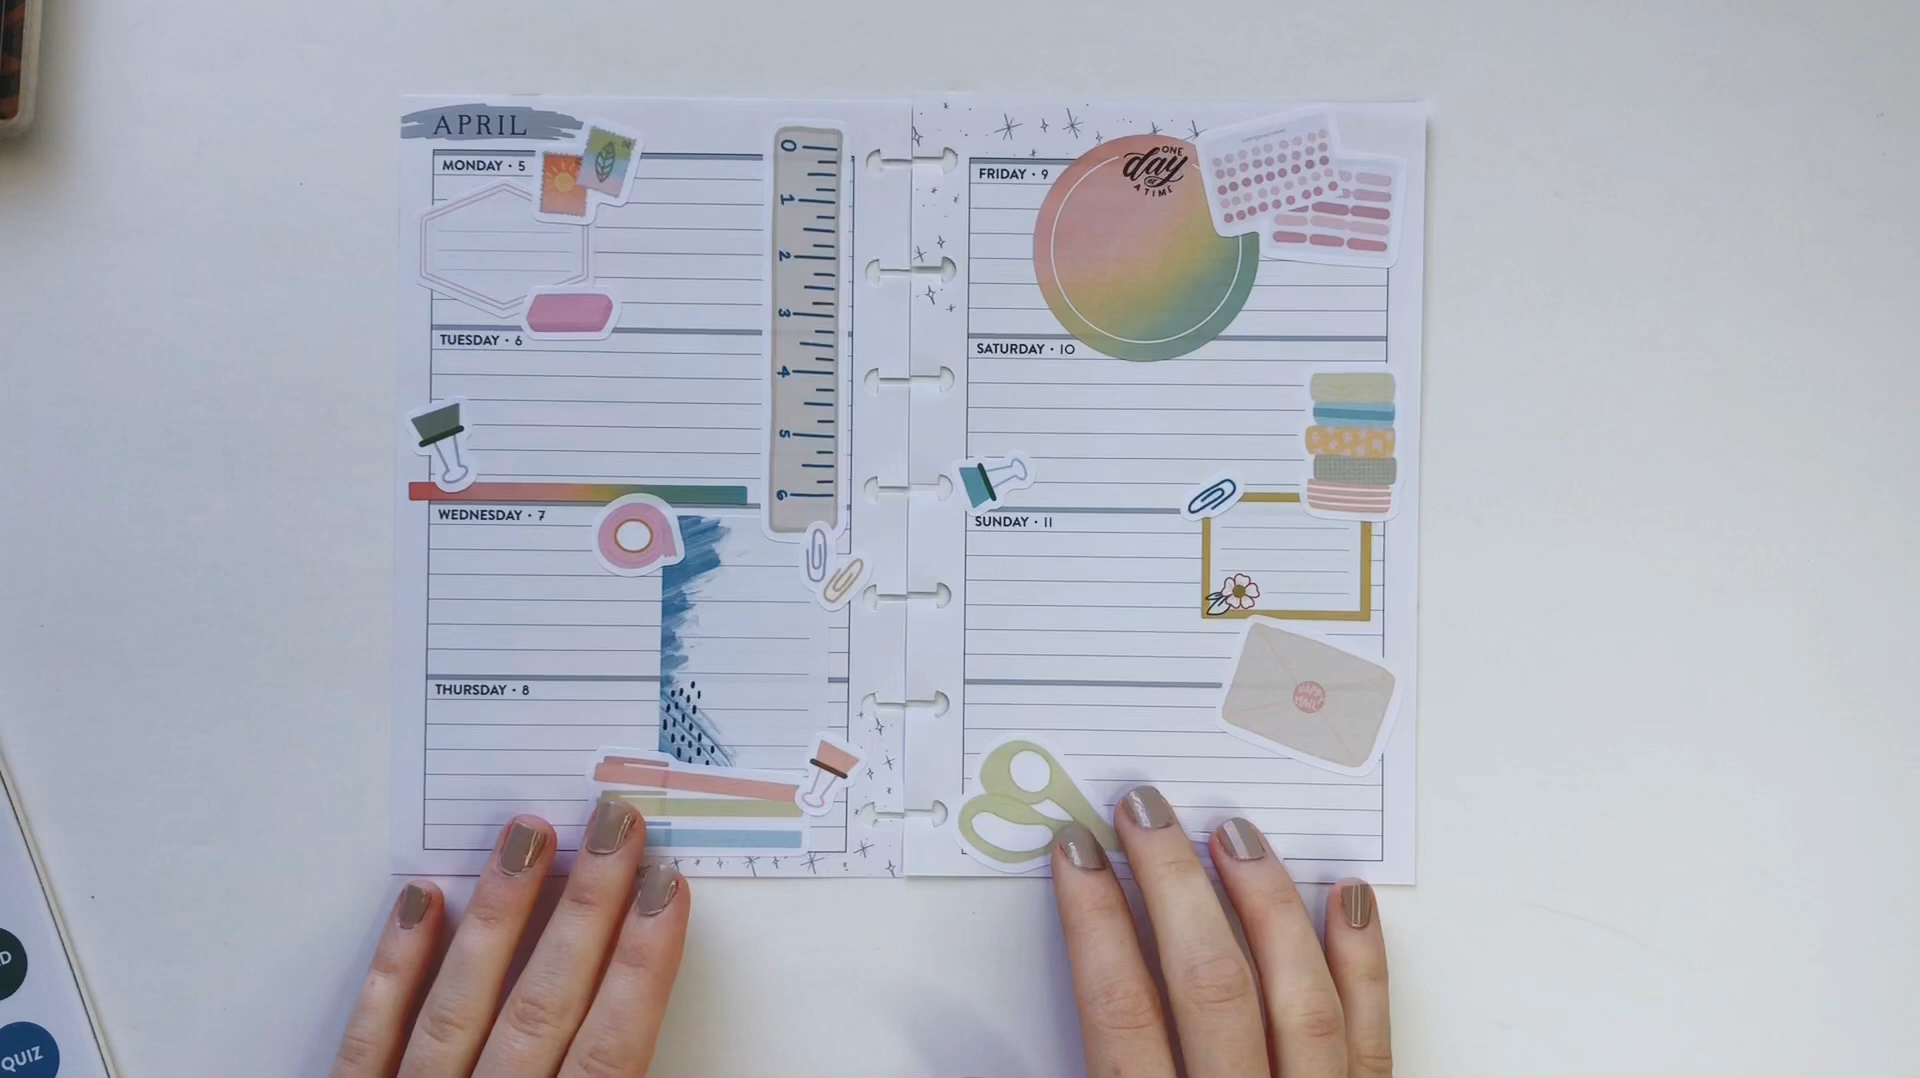 APRIL
MONDAY · 5
TUESDAY · 6
WEDNESDAY · 7
THURSDAY · 8
0
1
2
3
4
5
6
FRIDAY · 9
ONE
day
AT
A TIME
SATURDAY · 10
SUNDAY · 11
MAIL
D
QUIZ